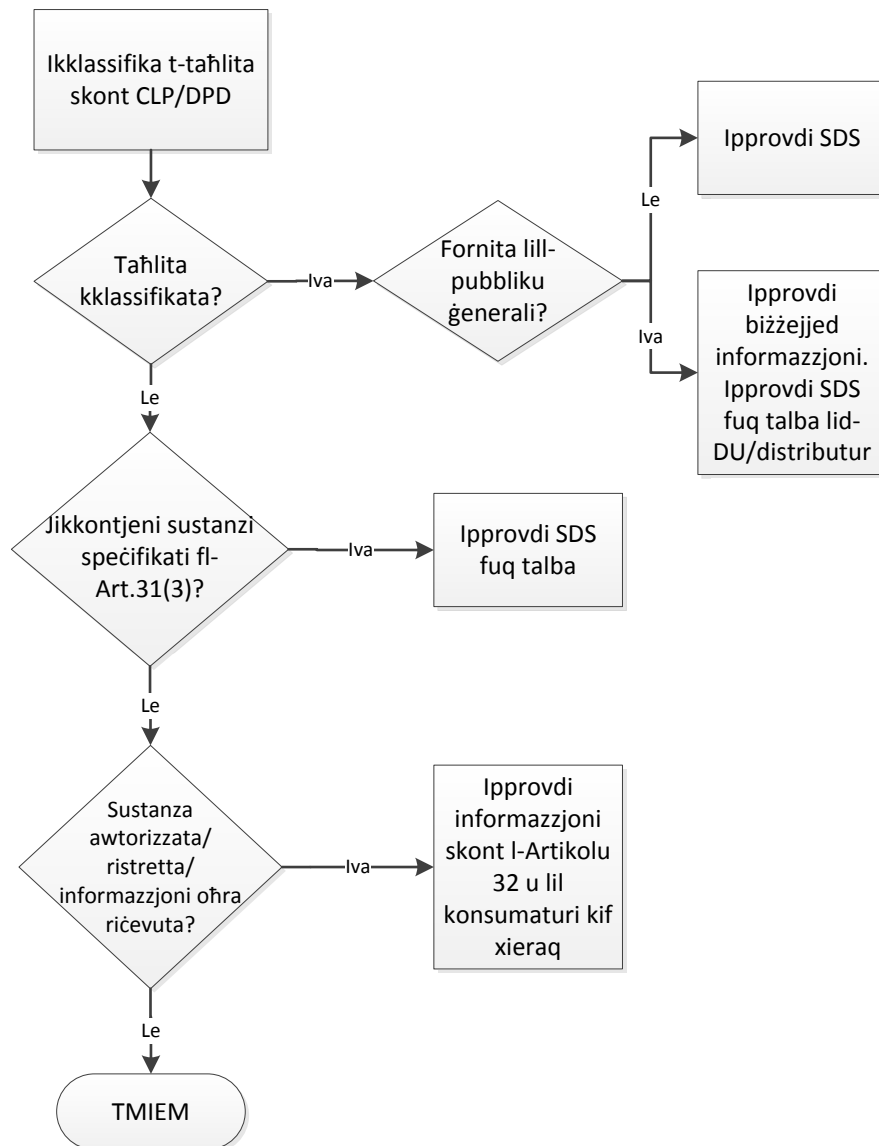 Ikklassifika t-taħlita
skont CLP/DPD
Taħlita
kklassifikata?
Iva
Fornita lill-
pubbliku
ġenerali?
Le
Ipprovdi SDS
Iva
Ipprovdi
biżżejjed
informazzjoni.
Ipprovdi SDS
fuq talba lid-
DU/distributur
Le
Jikkontjeni sustanzi
speċifikati fl-
Art.31(3)?
Iva
Ipprovdi SDS
fuq talba
Le
Sustanza
awtorizzata/
ristretta/
informazzjoni oħra
riċevuta?
Iva
Ipprovdi
informazzjoni
skont l-Artikolu
32 u lil
konsumaturi kif
xieraq
Le
TMIEM